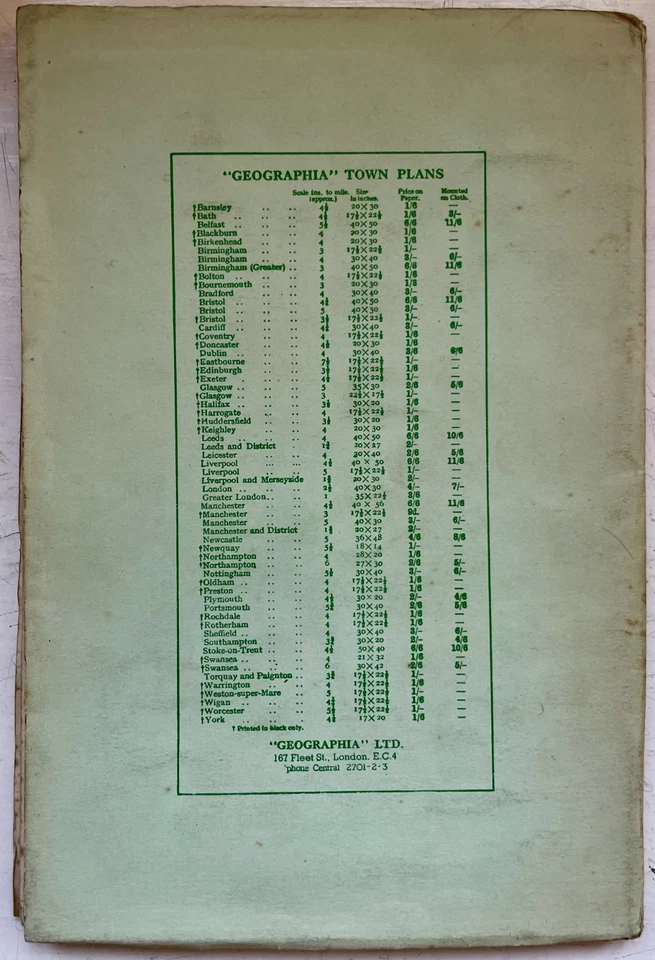 "GEOGRAPHIA" TOWN PLANS
Scale ins. to mile. Size Price on Mounted
(approx.) in inches. Paper. on Cloth.
†Barnsley .. .. 4½ 20×30 1/6 —
†Bath .. .. 4½ 17½×22½ 1/6 3/–
Belfast .. .. 5½ 40×50 6/6 11/6
†Blackburn .. .. 4 20×30 1/6 —
†Birkenhead .. .. 4 20×30 1/6 —
Birmingham .. .. 3 17½×22½ 1/– —
Birmingham .. .. 4 30×40 3/– 6/–
Birmingham (Greater) .. 3 40×50 6/6 11/6
†Bolton .. .. 4 17½×22½ 1/6 —
†Bournemouth .. .. 3 20×30 1/3 —
Bradford .. .. 4 30×40 3/– 6/–
Bristol .. .. 4½ 40×50 6/6 11/6
Bristol .. .. 5 40×30 3/– 6/–
†Bristol .. .. 3½ 17½×22½ 1/– —
Cardiff .. .. 30×40 3/– 6/–
†Coventry .. .. 4 17½×22½ 1/6 —
†Doncaster .. .. 4½ 20×30 1/6 —
Dublin .. .. 4 30×40 3/6 6/6
†Eastbourne .. .. 17½×22½ 1/– —
†Edinburgh .. .. 3½ 17½×22½ 1/6 —
†Exeter .. .. 4½ 17½×22½ 1/– —
Glasgow .. .. 5 35×30 2/6 5/6
†Glasgow .. .. 3 22½×17½ 1/– —
†Halifax .. .. 3½ 30×20 1/6 —
†Harrogate .. .. 4 17½×22½ 1/– —
†Huddersfield .. .. 3½ 30×20 1/6 —
†Keighley .. .. 4 20×30 1/6 —
Leeds .. .. 4 40×50 6/6 10/6
Leeds and District .. 20×27 2/– —
Leicester .. .. 4 30×40 2/6 5/6
Liverpool .. .. 4½ 40 × 50 6/6 11/6
Liverpool .. .. 5 17½×22½ 1/– —
Liverpool and Merseyside 20×30 2/– —
London .. .. .. 2½ 40×30 4/– 7/–
Greater London.. .. 1 35×22½ 3/6 —
Manchester .. .. 4½ 40 × 56 6/6 11/6
†Manchester .. .. 3 17½×22½ 9d. —
Manchester .. .. 5 40×30 3/– 6/–
Manchester and District 20×27 2/– —
Newcastle .. .. 5 36×48 4/6 8/6
†Newquay .. .. 5½ 18×14 1/– —
†Northampton .. .. 4 28×20 1/6 —
†Northampton .. .. 6 27×30 2/6 5/–
Nottingham .. .. 5½ 30×40 3/– 6/–
†Oldham .. .. 4 17½×22½ 1/6 —
†Preston .. .. 4 17½×22½ 1/6 —
Plymouth .. .. 4½ 30×20 2/– 4/6
Portsmouth .. .. 30×40 2/6 5/6
†Rochdale .. .. 4 17½×22½ 1/6 —
†Rotherham .. .. 4 17½×22½ 1/6 —
Sheffield .. .. 4 30×40 3/– 6/–
Southampton .. .. 30×20 2/– 4/6
Stoke-on-Trent .. .. 4½ 50×40 6/6 10/6
†Swansea .. .. 4 21×32 1/6 —
†Swansea .. .. 6 30×42 2/6 5/–
Torquay and Paignton .. 17½×22½ 1/– —
†Warrington .. .. 4 17½×22½ 1/6 —
†Weston-super-Mare .. 5 17½×22½ 1/– —
†Wigan .. .. 17½×22½ 1/6 —
†Worcester .. .. 5½ 17½×22½ 1/– —
†York .. .. 17×20 1/6 —
† Printed in black only.
"GEOGRAPHIA" LTD.
167 Fleet St., London. E.C.4
'phone Central 2701-2-3